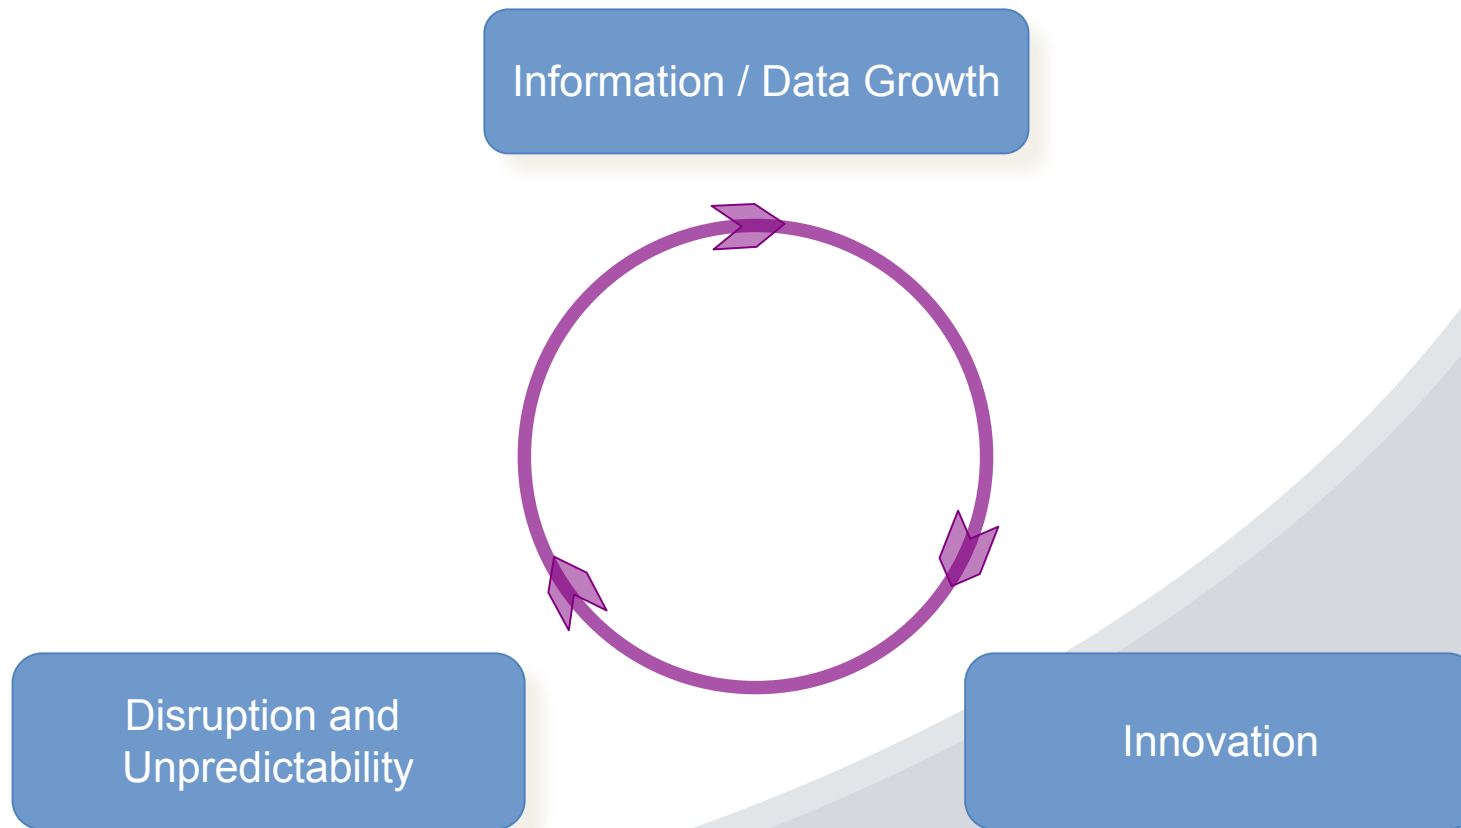 Information / Data Growth
Disruption and
Unpredictability
Innovation